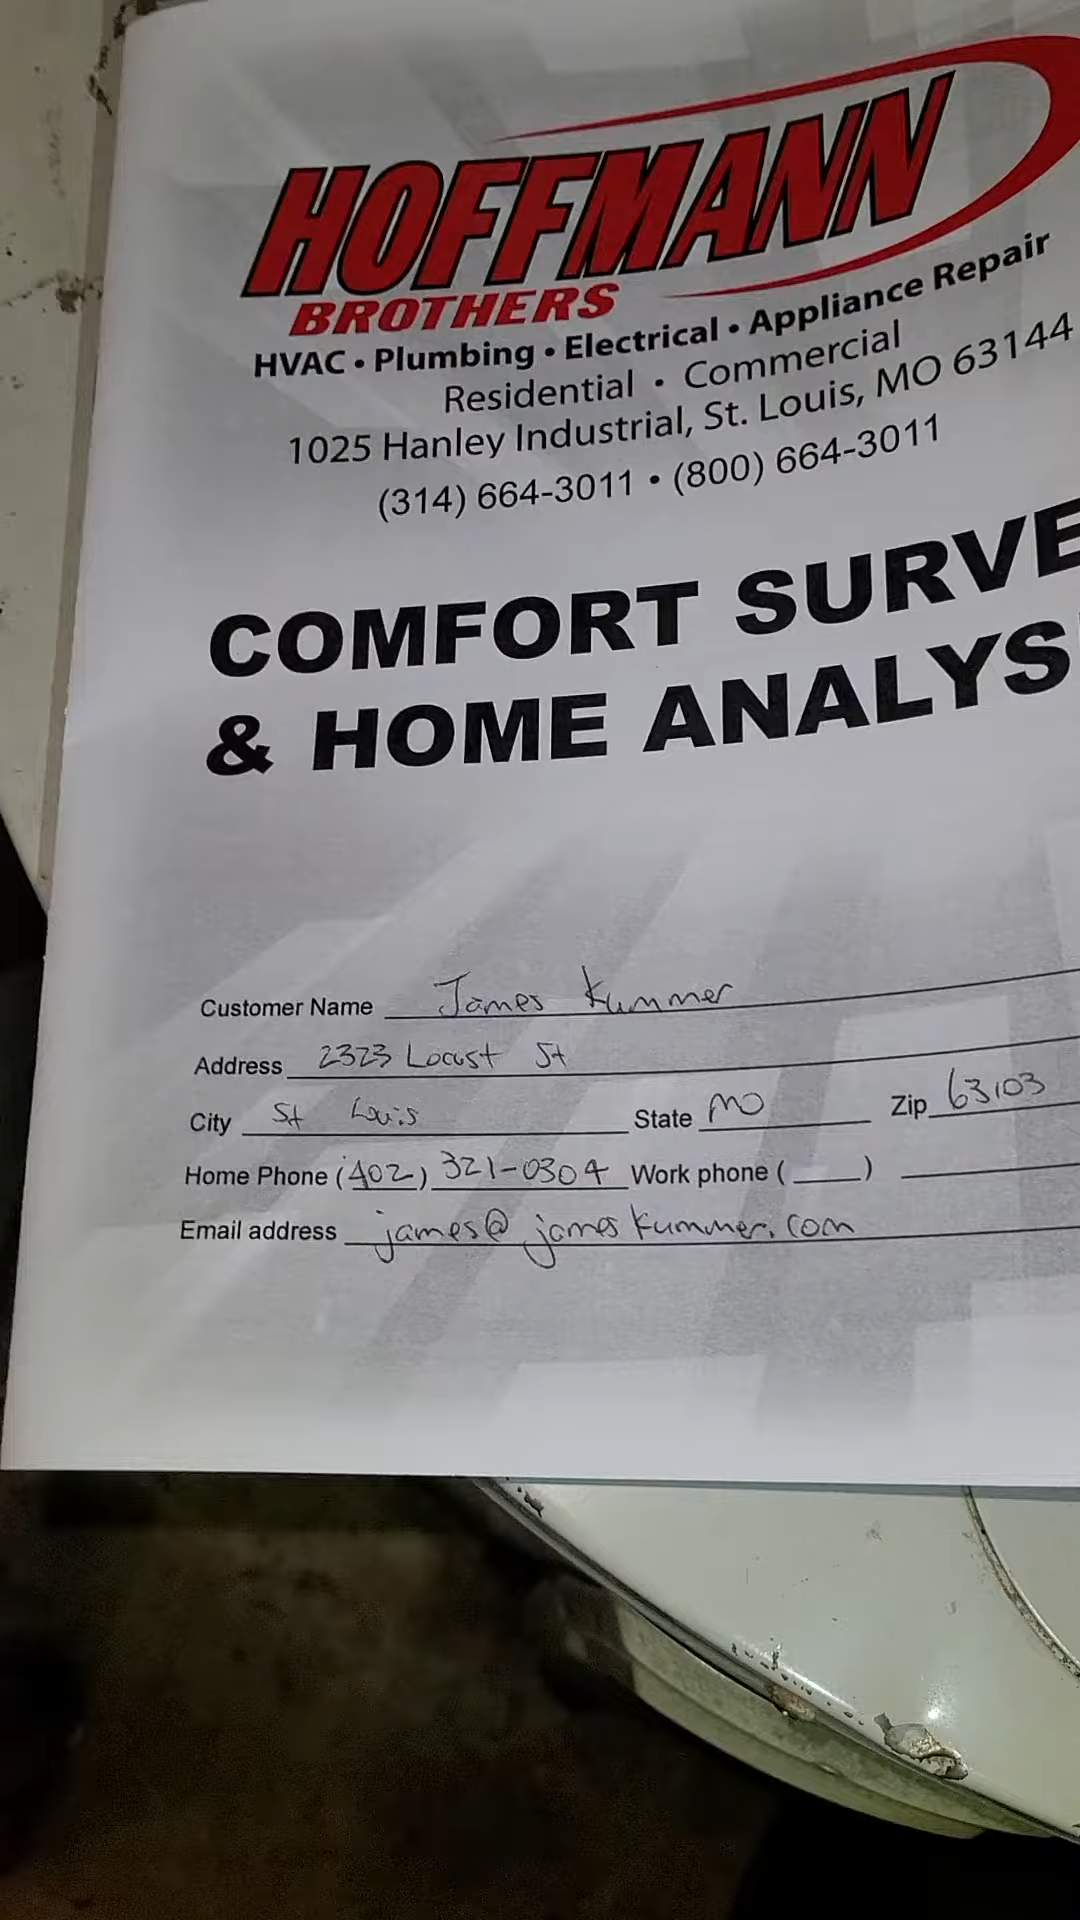 HOFFMANN
BROTHERS
HVAC • Plumbing • Electrical • Appliance Repair
Residential • Commercial
1025 Hanley Industrial, St. Louis, MO 63144
(314) 664-3011 • (800) 664-3011
COMFORT SURVE
& HOME ANALYS
Customer Name James Kummer
Address 2323 Locust St
City St Louis State MO Zip 63103
Home Phone (402) 321-0304 Work phone ( )
Email address james@jameskummer.com